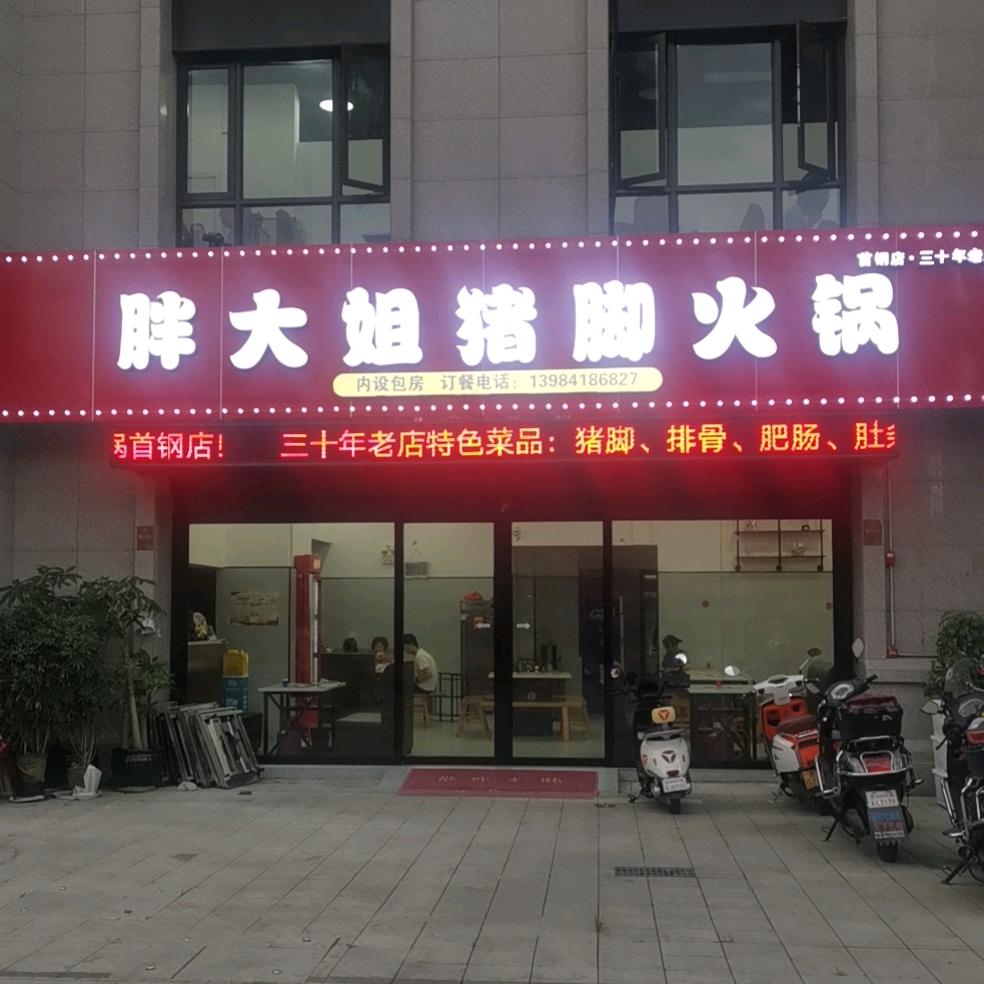 首钢店·三十年老
胖大姐猪脚火锅
内设包房 订餐电话：13984186827
锅首钢店！ 三十年老店特色菜品：猪脚、排骨、肥肠、肚